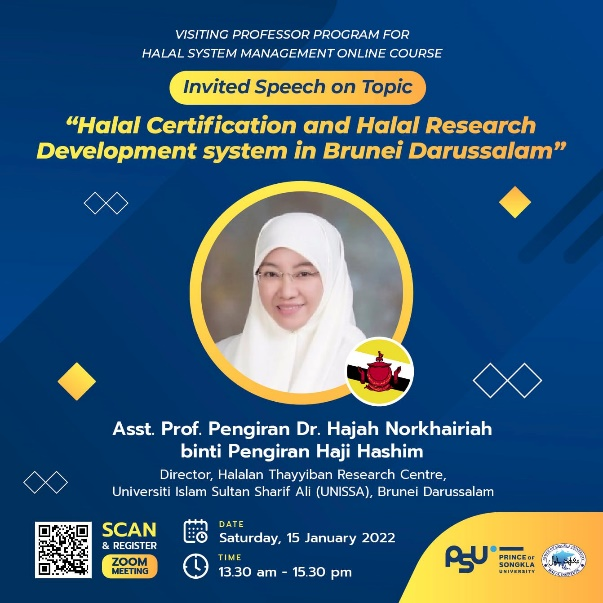 VISITING PROFESSOR PROGRAM FOR
HALAL SYSTEM MANAGEMENT ONLINE COURSE
Invited Speech on Topic
“Halal Certification and Halal Research
Development system in Brunei Darussalam”
Asst. Prof. Pengiran Dr. Hajah Norkhairiah
binti Pengiran Haji Hashim
Director, Halalan Thayyiban Research Centre,
Universiti Islam Sultan Sharif Ali (UNISSA), Brunei Darussalam
SCAN
& REGISTER
ZOOM
MEETING
DATE
Saturday, 15 January 2022
TIME
13.30 am - 15.30 pm
PSU
PRINCE OF
SONGKLA
UNIVERSITY